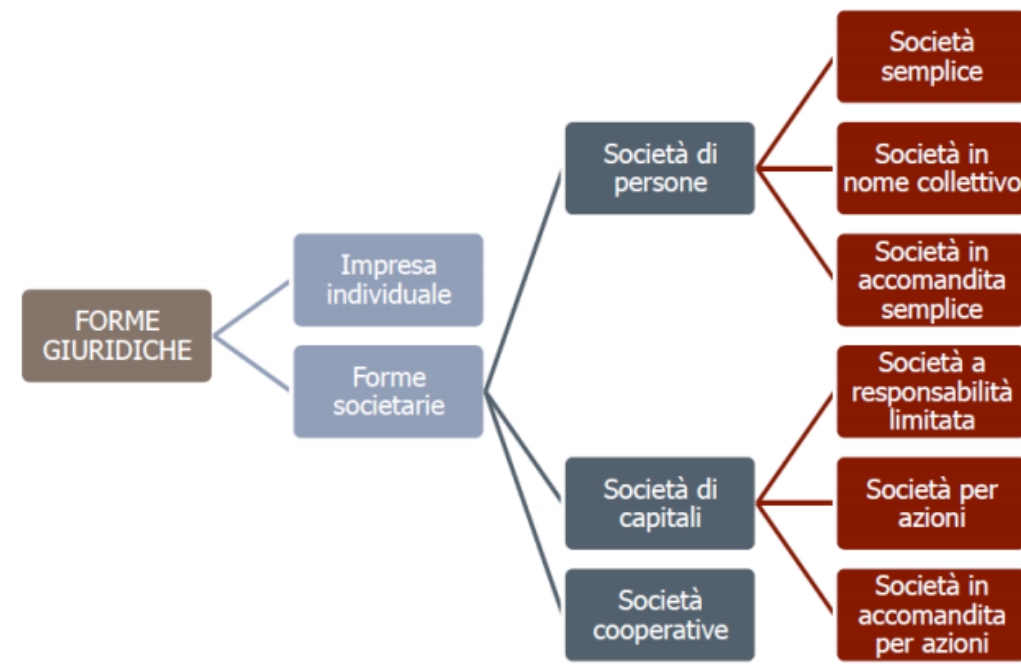 FORME
GIURIDICHE
Impresa
individuale
Forme
societarie
Società di
persone
Società di
capitali
Società
cooperative
Società
semplice
Società in
nome collettivo
Società in
accomandita
semplice
Società a
responsabilità
limitata
Società per
azioni
Società in
accomandita
per azioni